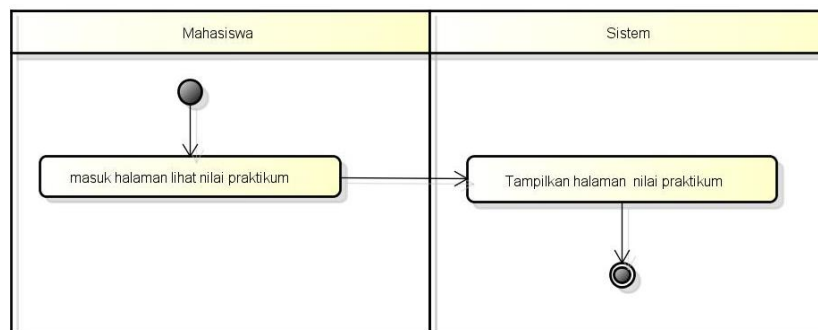 Mahasiswa
Sistem
masuk halaman lihat nilai praktikum
Tampilkan halaman nilai praktikum